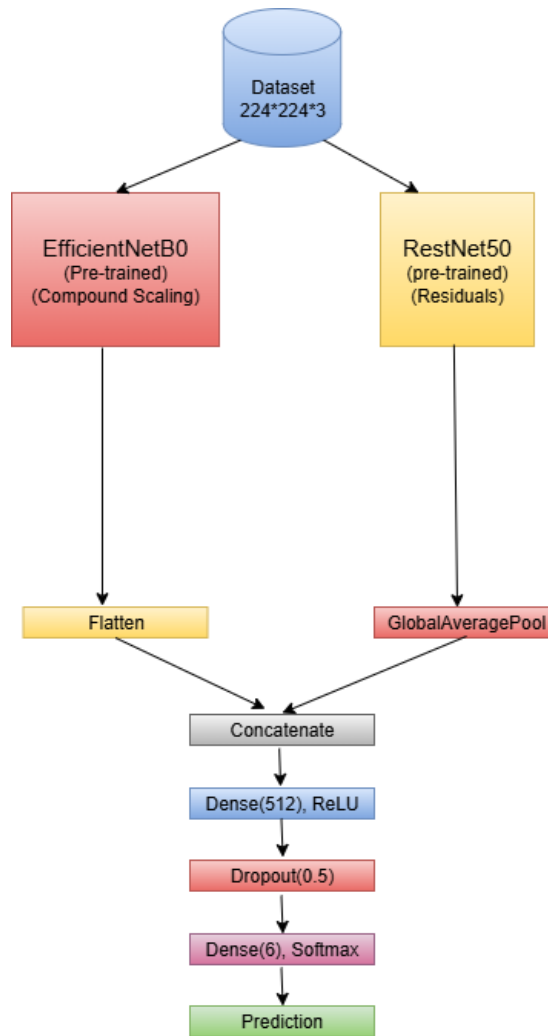 Dataset
224*224*3
EfficientNetB0
(Pre-trained)
(Compound Scaling)
RestNet50
(pre-trained)
(Residuals)
Flatten
GlobalAveragePool
Concatenate
Dense(512), ReLU
Dropout(0.5)
Dense(6), Softmax
Prediction